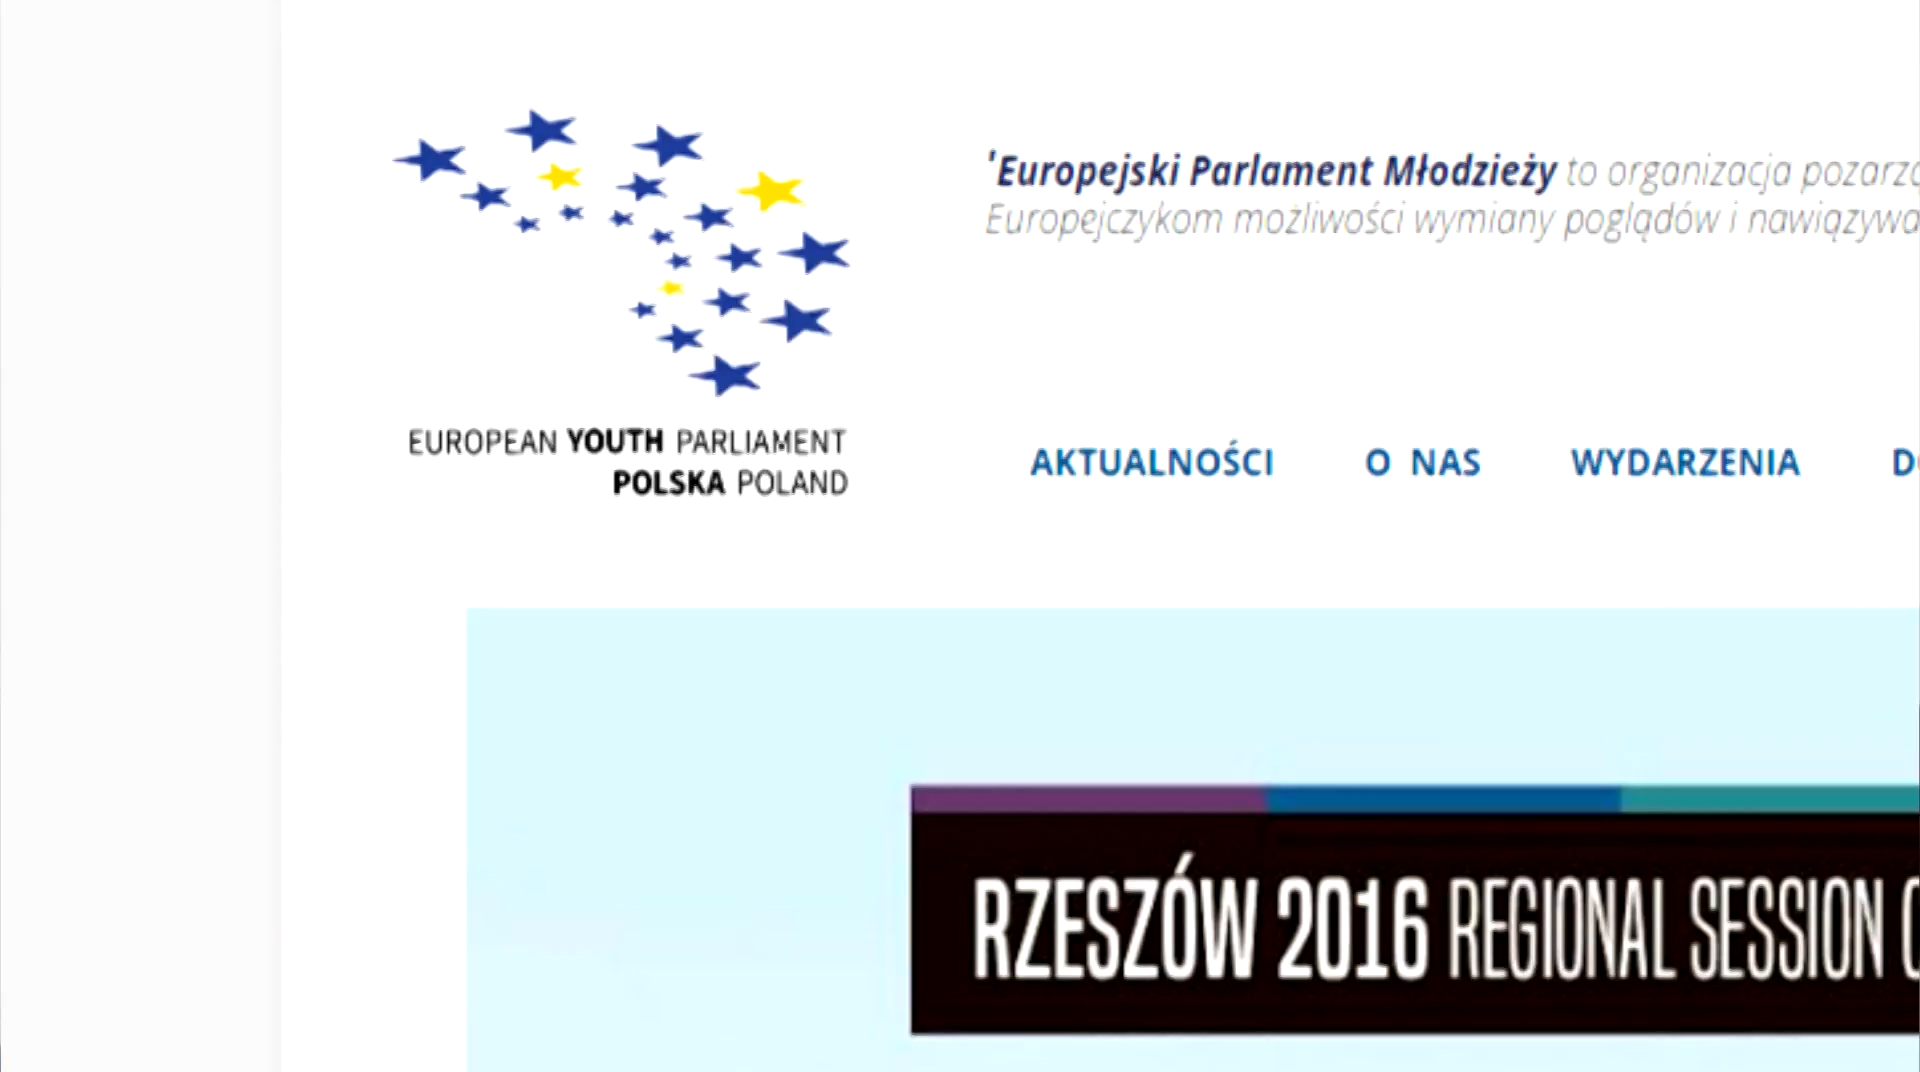 'Europejski Parlament Młodzieży to organizacja
Europejczykom możliwości wymiany poglądów i
EUROPEAN YOUTH PARLIAMENT
POLSKA POLAND
AKTUALNOŚCI O NAS WYDARZENIA
RZESZÓW 2016 REGIONAL SESSION